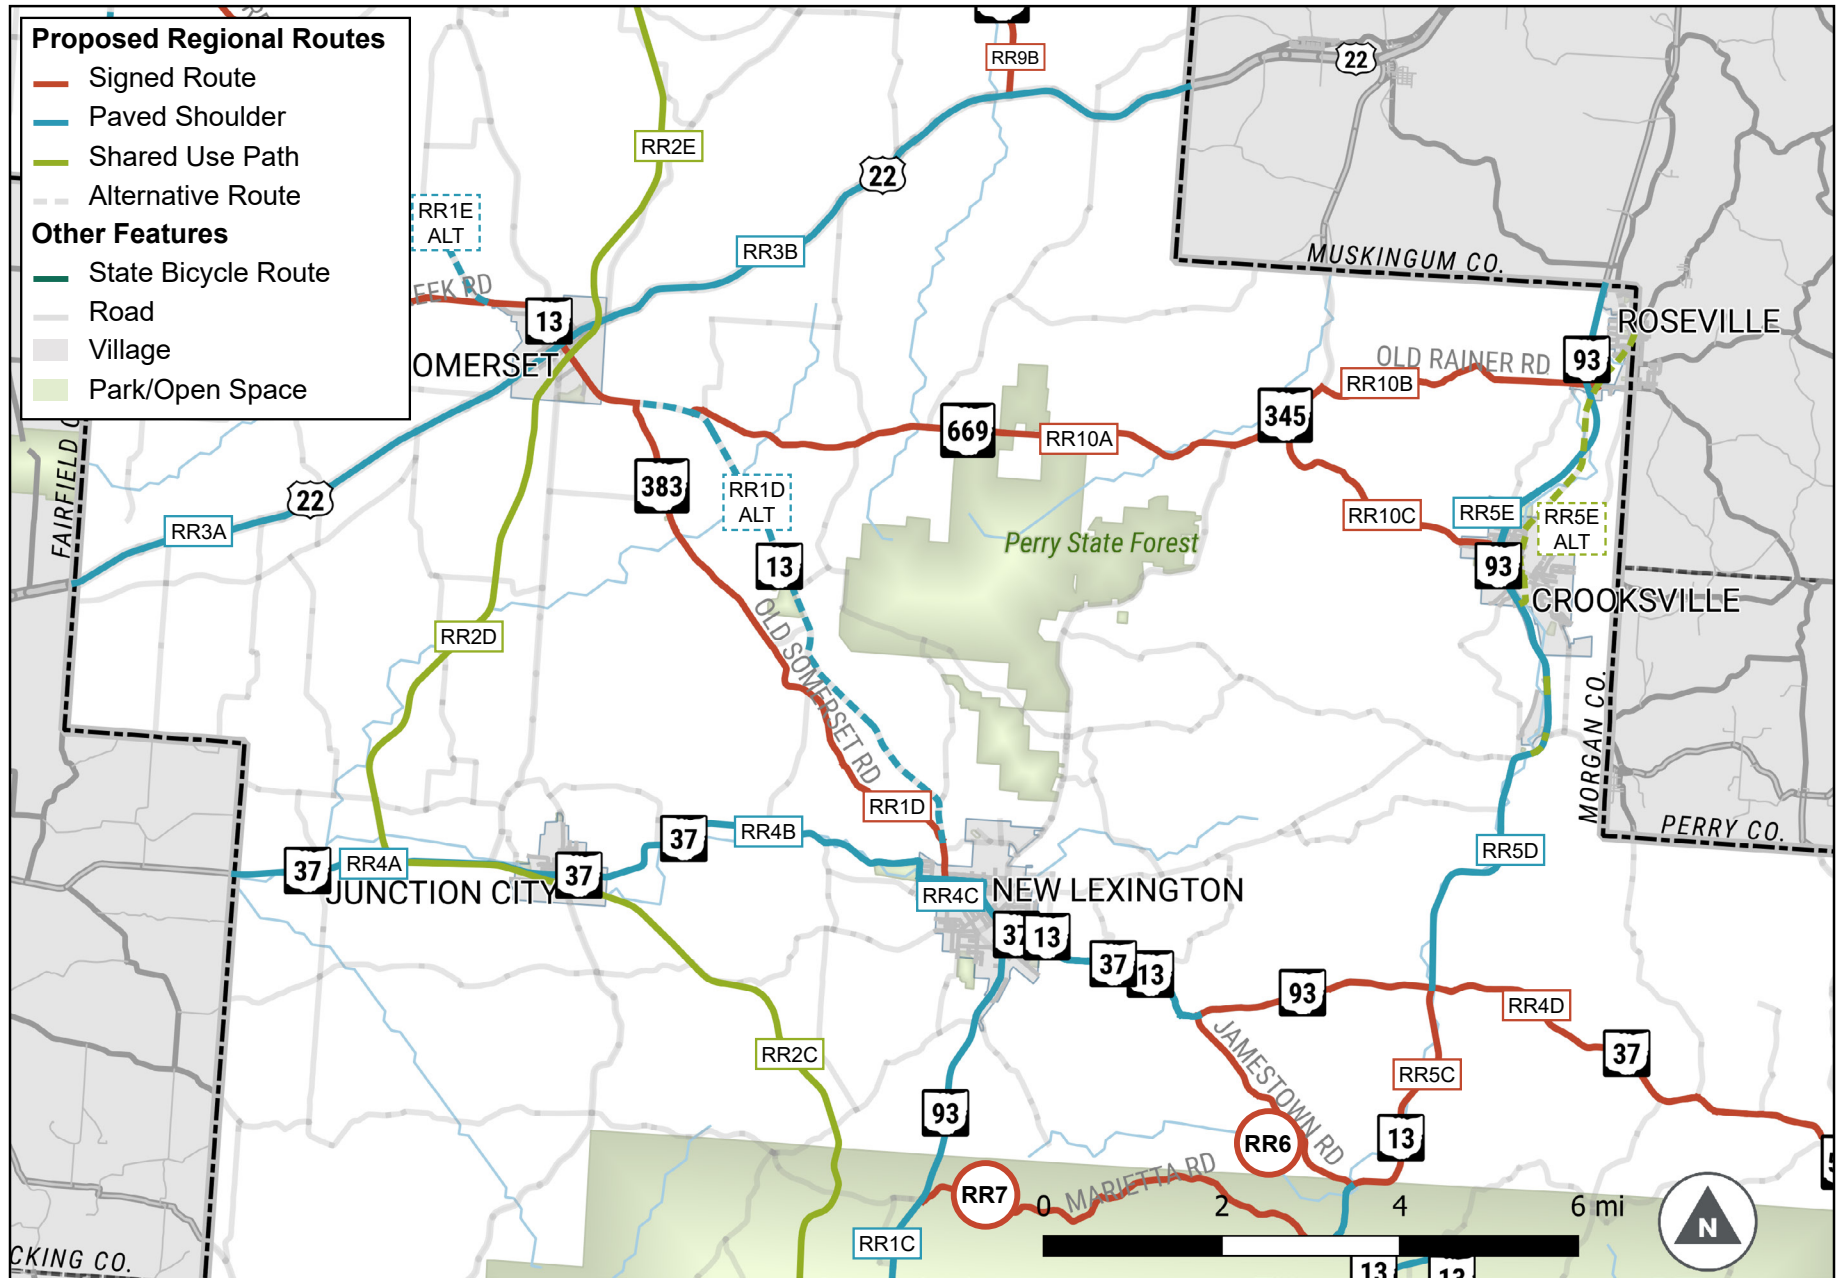 Proposed Regional Routes
Signed Route
Paved Shoulder
Shared Use Path
Alternative Route
Other Features
State Bicycle Route
Road
Village
Park/Open Space
RR9B
22
RR2E
22
RR1E
ALT
RR3B
MUSKINGUM CO.
EEK RD
13
ROSEVILLE
OMERSET
OLD RAINER RD
93
RR10B
345
669
RR10A
383
RR1D
ALT
22
RR3A
FAIRFIELD C
RR10C
RR5E
RR5E
ALT
Perry State Forest
13
93
CROOKSVILLE
OLD SOMERSET RD
RR2D
MORGAN CO.
RR1D
PERRY CO.
37
RR4B
RR5D
37
RR4A
37
JUNCTION CITY
RR4C
NEW LEXINGTON
37
13
37
13
93
RR4D
RR2C
JAMESTOWN RD
37
RR5C
93
RR6
13
RR7
MARIETTA RD
0
2
4
6 mi
N
RR1C
CKING CO.
13
13